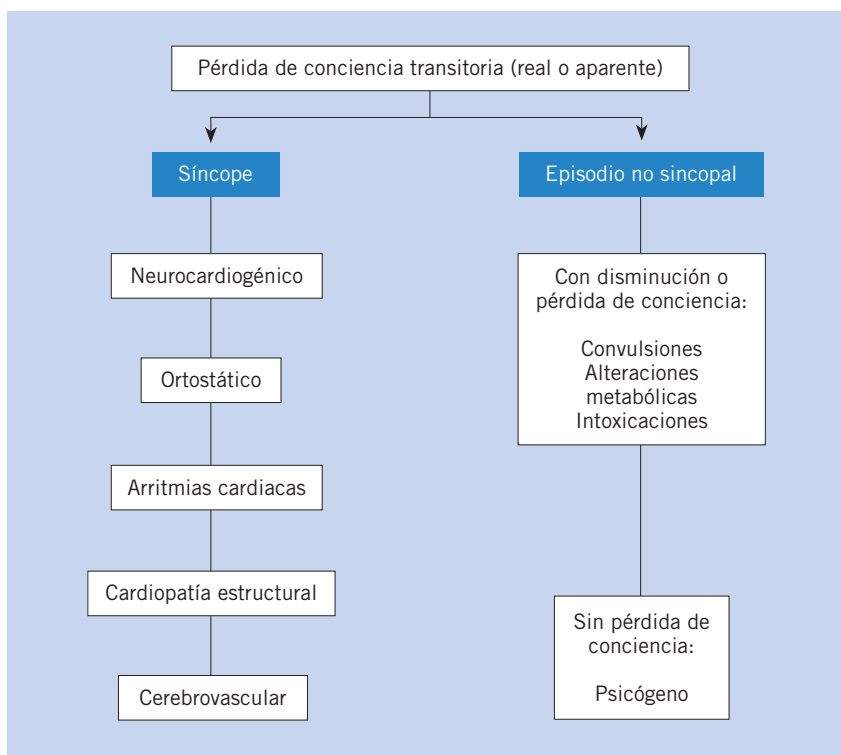 Pérdida de conciencia transitoria (real o aparente)
Síncope
Neurocardiogénico
Ortostático
Arritmias cardiacas
Cardiopatía estructural
Cerebrovascular
Episodio no sincopal
Con disminución o
pérdida de conciencia:
Convulsiones
Alteraciones
metabólicas
Intoxicaciones
Sin pérdida de
conciencia:
Psicógeno